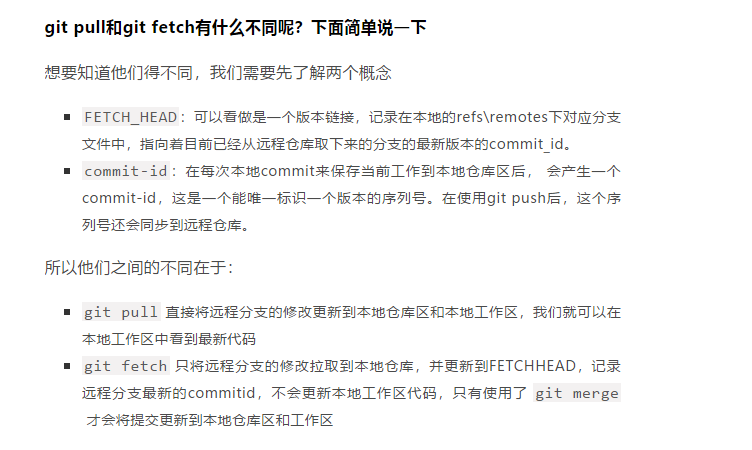 git pull和git fetch有什么不同呢？下面简单说一下
想要知道他们得不同，我们需要先了解两个概念
FETCH_HEAD：可以看做是一个版本链接，记录在本地的refs\remotes下对应分支
文件中，指向着目前已经从远程仓库取下来的分支的最新版本的commit_id。
commit-id：在每次本地commit来保存当前工作到本地仓库区后， 会产生一个
commit-id，这是一个能唯一标识一个版本的序列号。在使用git push后，这个序
列号还会同步到远程仓库。
所以他们之间的不同在于：
git pull 直接将远程分支的修改更新到本地仓库区和本地工作区，我们就可以在
本地工作区中看到最新代码
git fetch 只将远程分支的修改拉取到本地仓库，并更新到FETCHHEAD，记录
远程分支最新的commitid，不会更新本地工作区代码，只有使用了 git merge
才会将提交更新到本地仓库区和工作区